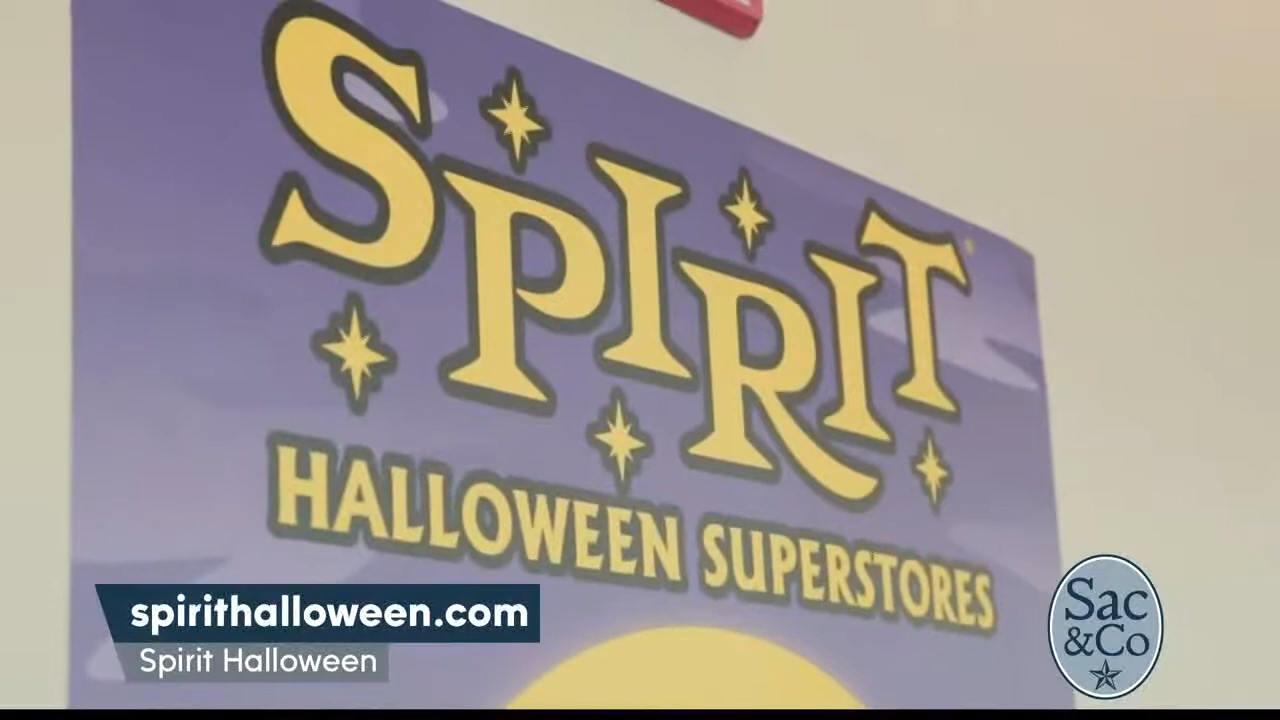 SPIRIT
HALLOWEEN SUPERSTORES
spirithalloween.com
Spirit Halloween
Sac
&Co